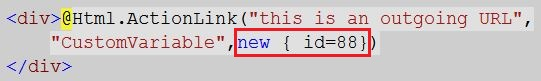 <div>@Html.ActionLink("this is an outgoing URL",
"CustomVariable",new { id=88})
</div>